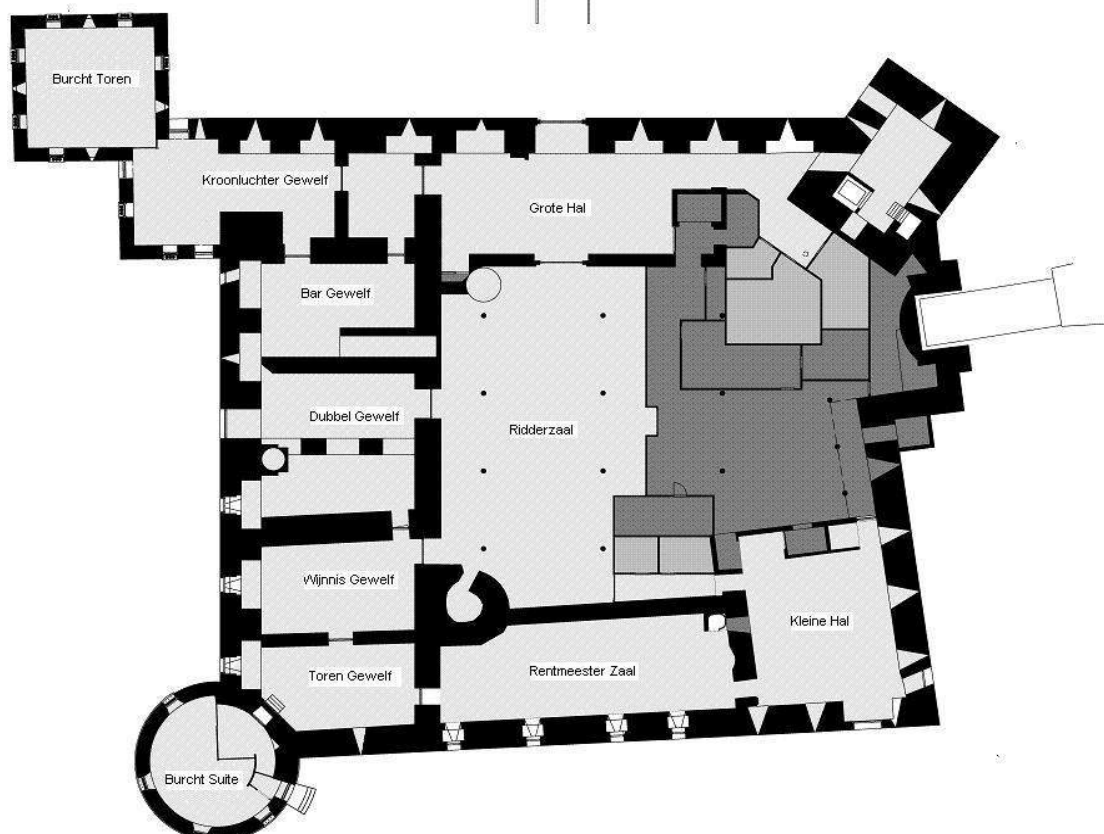 Burcht Toren
Kroonluchter Gewelf
Grote Hal
Bar Gewelf
Dubbel Gewelf
Ridderzaal
Wijnnis Gewelf
Kleine Hal
Toren Gewelf
Rentmeester Zaal
Burcht Suite